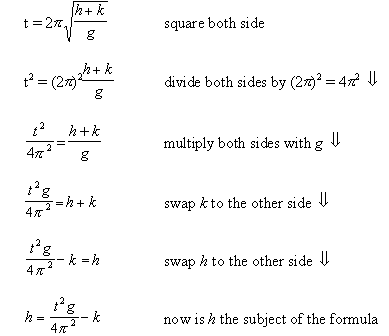 t = 2π√((h + k)/g) square both side
t² = (2π)² (h + k)/g divide both sides by (2π)² = 4π² ⇓
t²/4π² = (h + k)/g multiply both sides with g ⇓
t²g/4π² = h + k swap k to the other side ⇓
t²g/4π² − k = h swap h to the other side ⇓
h = t²g/4π² − k now is h the subject of the formula